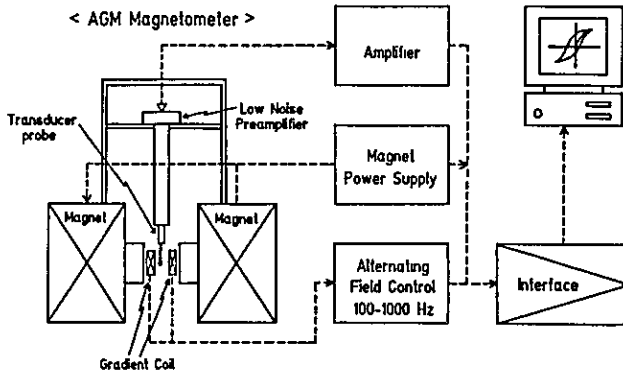 < AGM Magnetometer >
Amplifier
Low Noise
Preamplifier
Transducer
probe
Magnet
Power Supply
Magnet
Magnet
Alternating
Field Control
100-1000 Hz
Interface
Gradient Coil